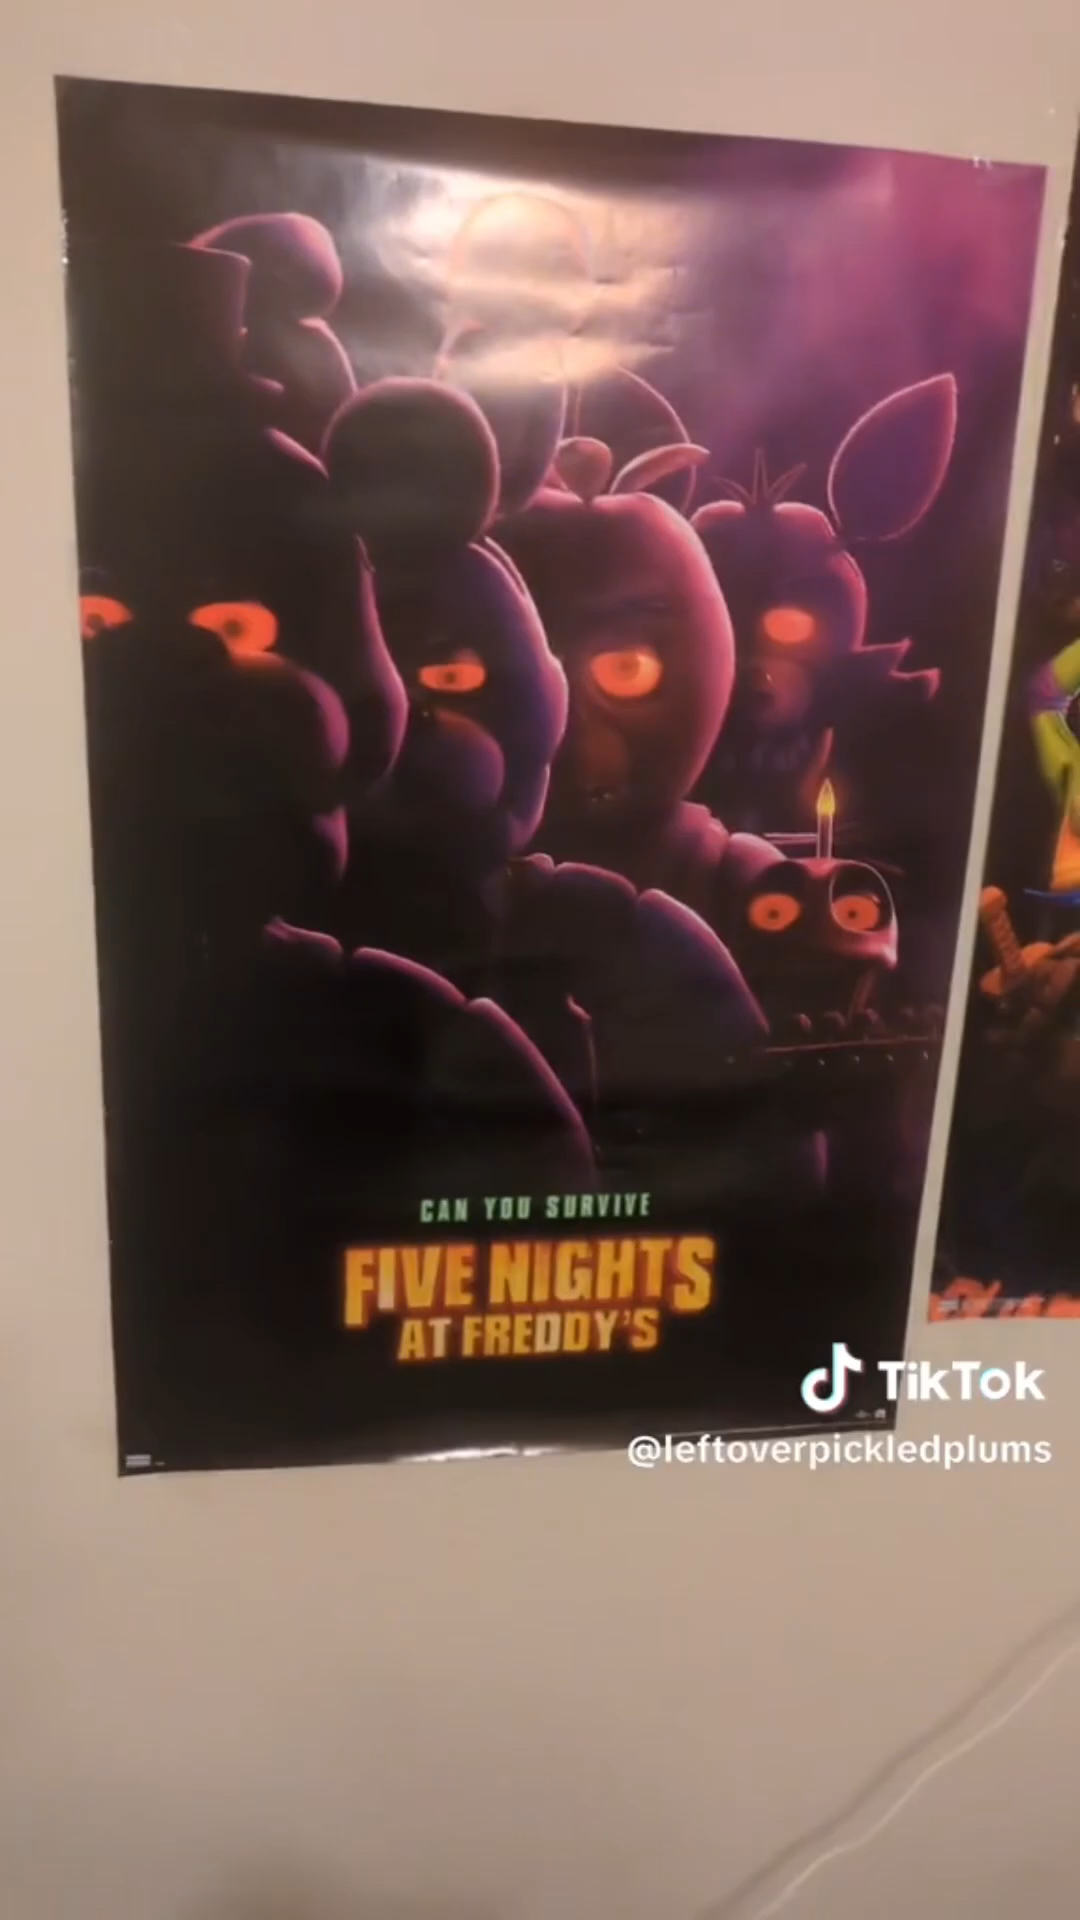 CAN YOU SURVIVE
FIVE NIGHTS
AT FREDDY'S
TikTok
@leftoverpickledplums